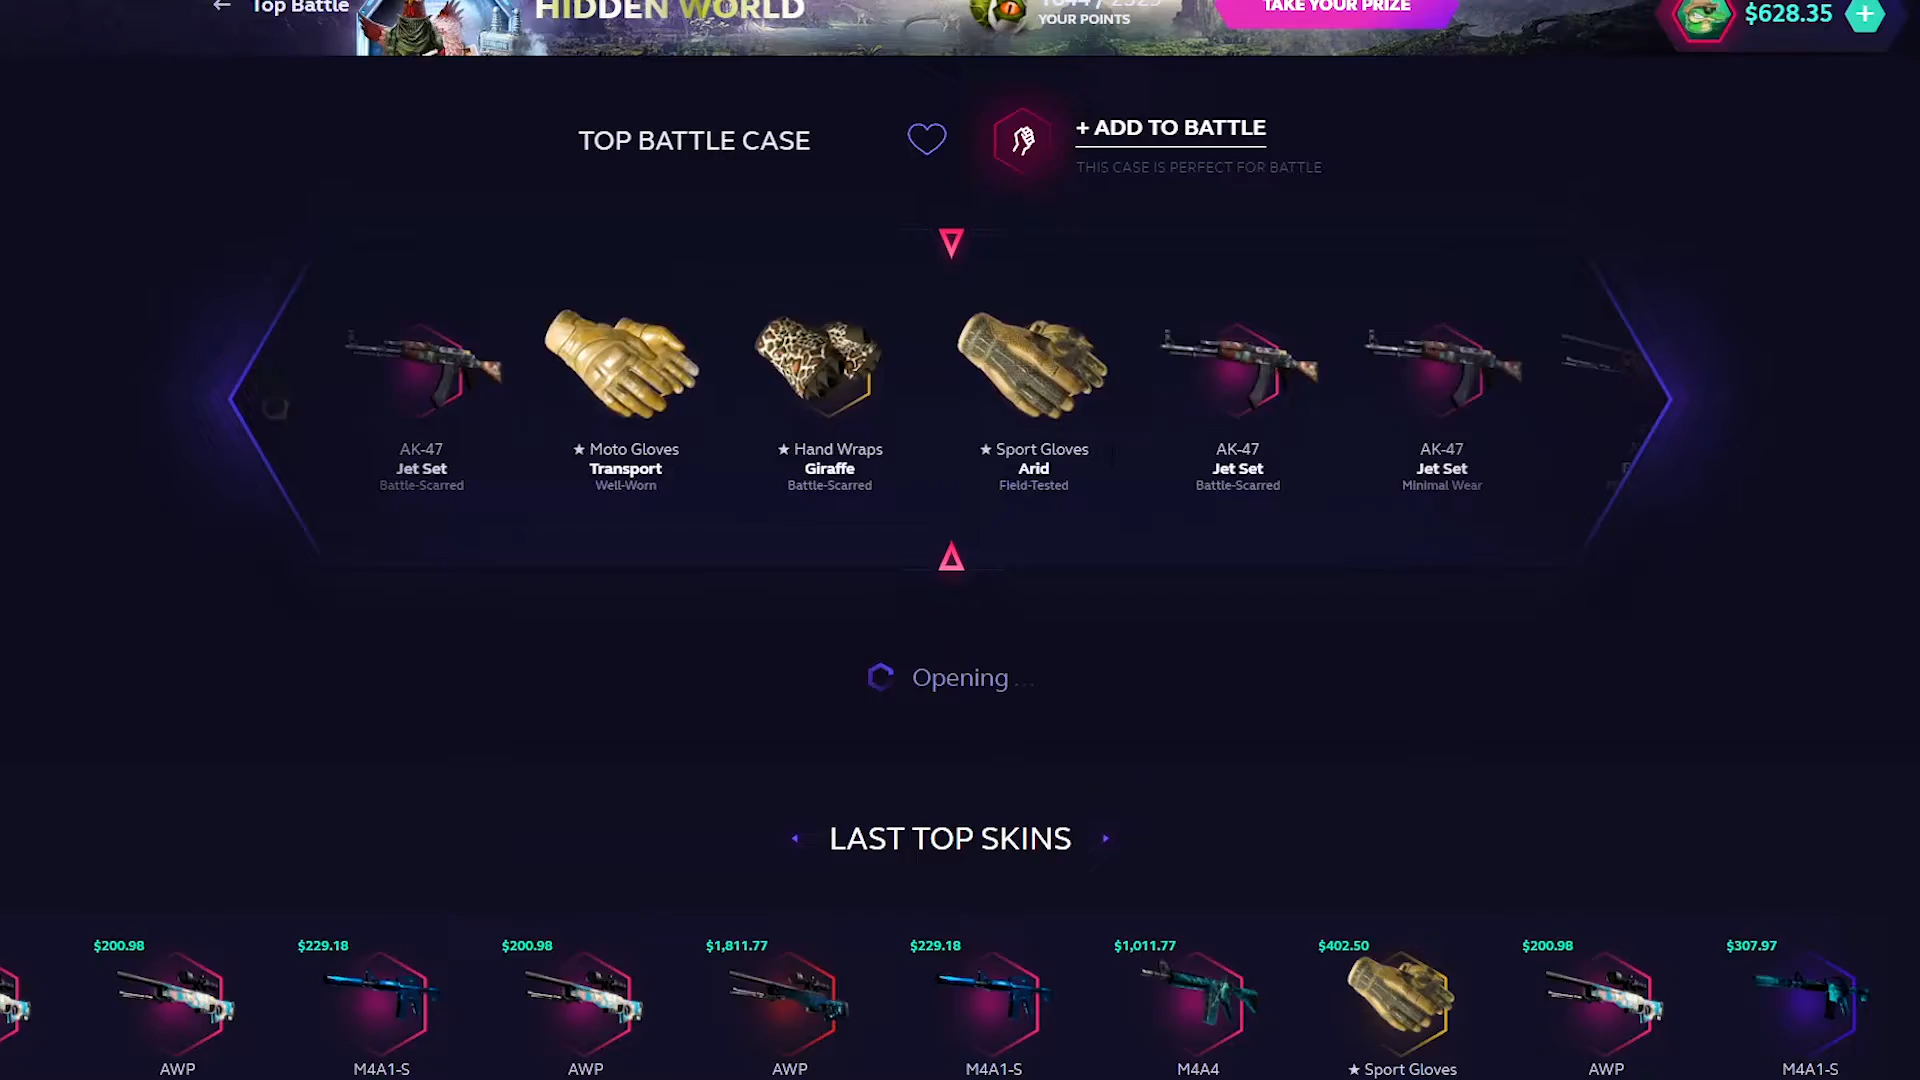 Top Battle
HIDDEN WORLD
YOUR POINTS
TAKE YOUR PRIZE
$628.35
TOP BATTLE CASE
+ ADD TO BATTLE
THIS CASE IS PERFECT FOR BATTLE
AK-47
Jet Set
Battle-Scarred
★ Moto Gloves
Transport
Well-Worn
★ Hand Wraps
Giraffe
Battle-Scarred
★ Sport Gloves
Arid
Field-Tested
AK-47
Jet Set
Battle-Scarred
AK-47
Jet Set
Minimal Wear
Opening ...
LAST TOP SKINS
$200.98
$229.18
$200.98
$1,811.77
$229.18
$1,011.77
$402.50
$200.98
$307.97
AWP
M4A1-S
AWP
AWP
M4A1-S
M4A4
★ Sport Gloves
AWP
M4A1-S